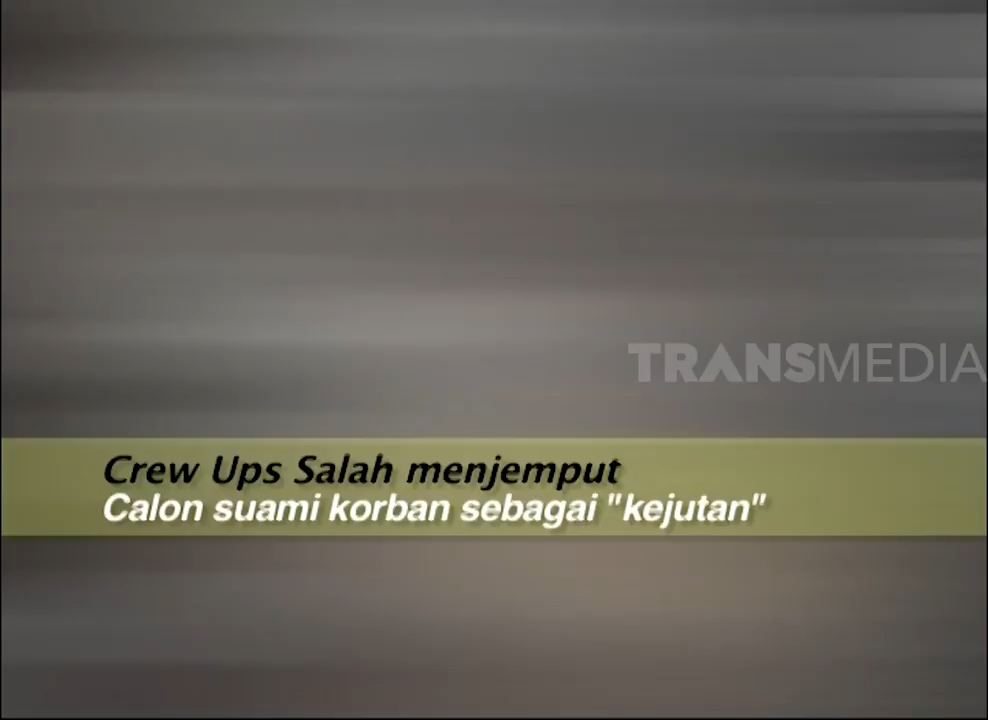 TRANSMEDIA
Crew Ups Salah menjemput
Calon suami korban sebagai "kejutan"